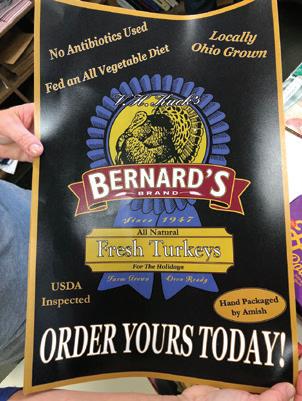 No Antibiotics Used
Locally
Ohio Grown
Fed an All Vegetable Diet
V.H. Kuck's
BERNARD'S
BRAND
Since 1947
All Natural
Fresh Turkeys
For The Holidays
Farm Grown Oven Ready
USDA
Inspected
Hand Packaged
by Amish
ORDER YOURS TODAY!